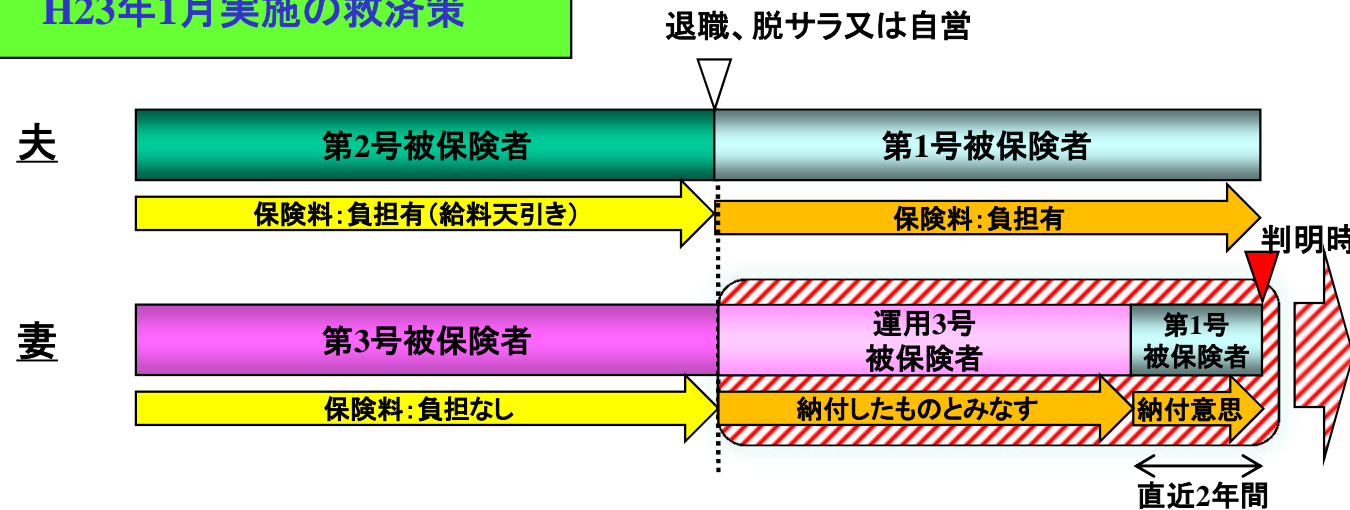 H23年1月実施の救済策
退職、脱サラ又は自営
夫
第2号被保険者
第1号被保険者
保険料：負担有（給料天引き）
保険料：負担有
判明時
妻
第3号被保険者
運用3号
被保険者
第1号
被保険者
保険料：負担なし
納付したものとみなす
納付意思
直近2年間